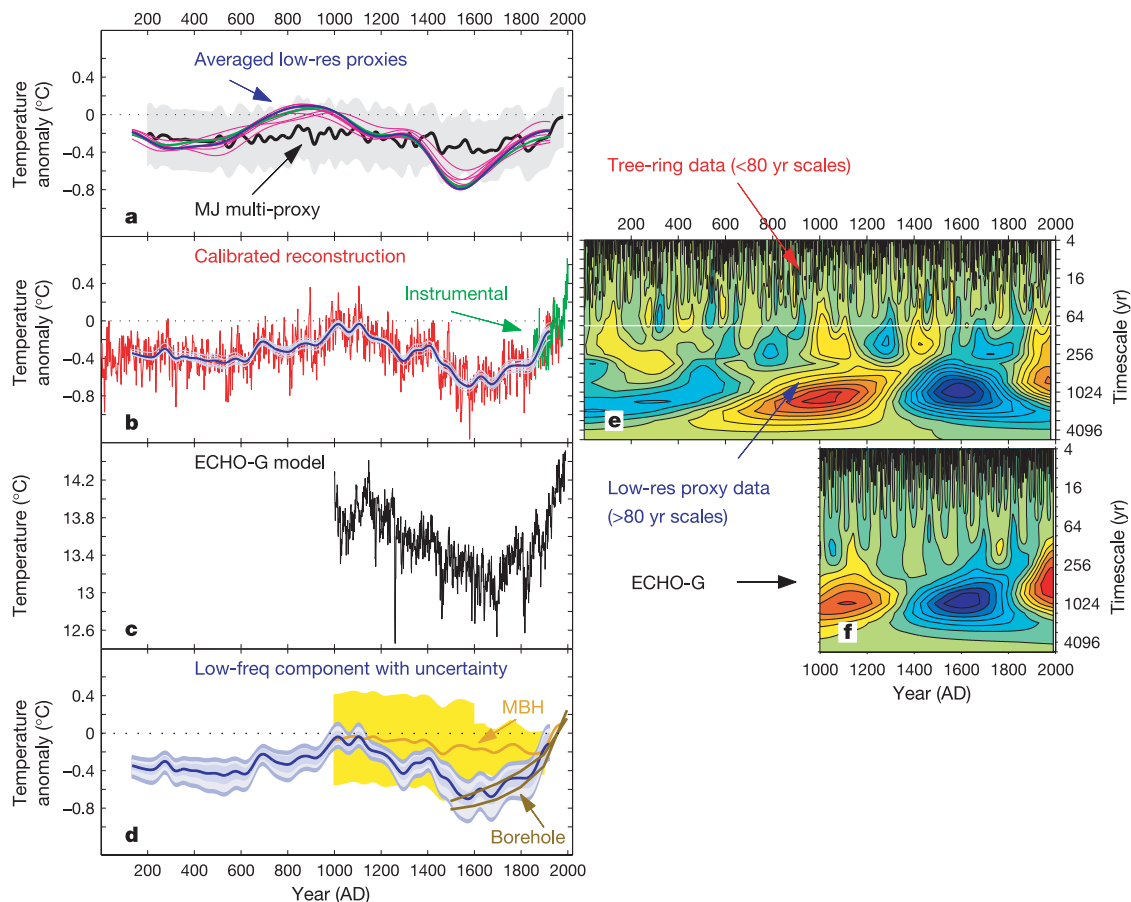 200 400 600 800 1000 1200 1400 1600 1800 2000
Averaged low-res proxies
0.4
0
−0.4
−0.8
Temperature
anomaly (°C)
MJ multi-proxy
a
Calibrated reconstruction
Instrumental
0.4
0
−0.4
−0.8
Temperature
anomaly (°C)
b
ECHO-G model
14.2
13.8
13.4
13
12.6
Temperature (°C)
c
Low-freq component with uncertainty
MBH
0.4
0
−0.4
−0.8
Temperature
anomaly (°C)
Borehole
d
200 400 600 800 1000 1200 1400 1600 1800 2000
Year (AD)
Tree-ring data (<80 yr scales)
200 400 600 800 1000 1200 1400 1600 1800 2000
4
16
64
256
1024
4096
Timescale (yr)
e
Low-res proxy data
(>80 yr scales)
ECHO-G
4
16
64
256
1024
4096
Timescale (yr)
f
1000 1200 1400 1600 1800 2000
Year (AD)